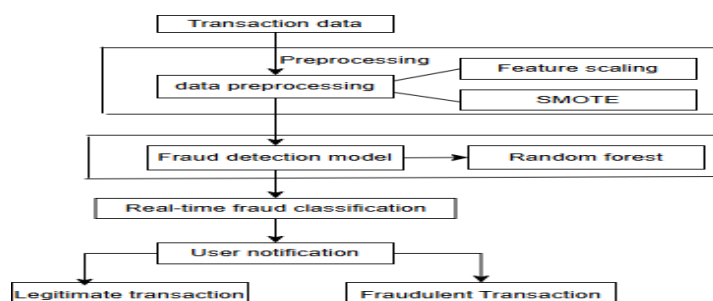 Transaction data
Preprocessing
Feature scaling
data preprocessing
SMOTE
Fraud detection model
Random forest
Real-time fraud classification
User notification
Legitimate transaction
Fraudulent Transaction